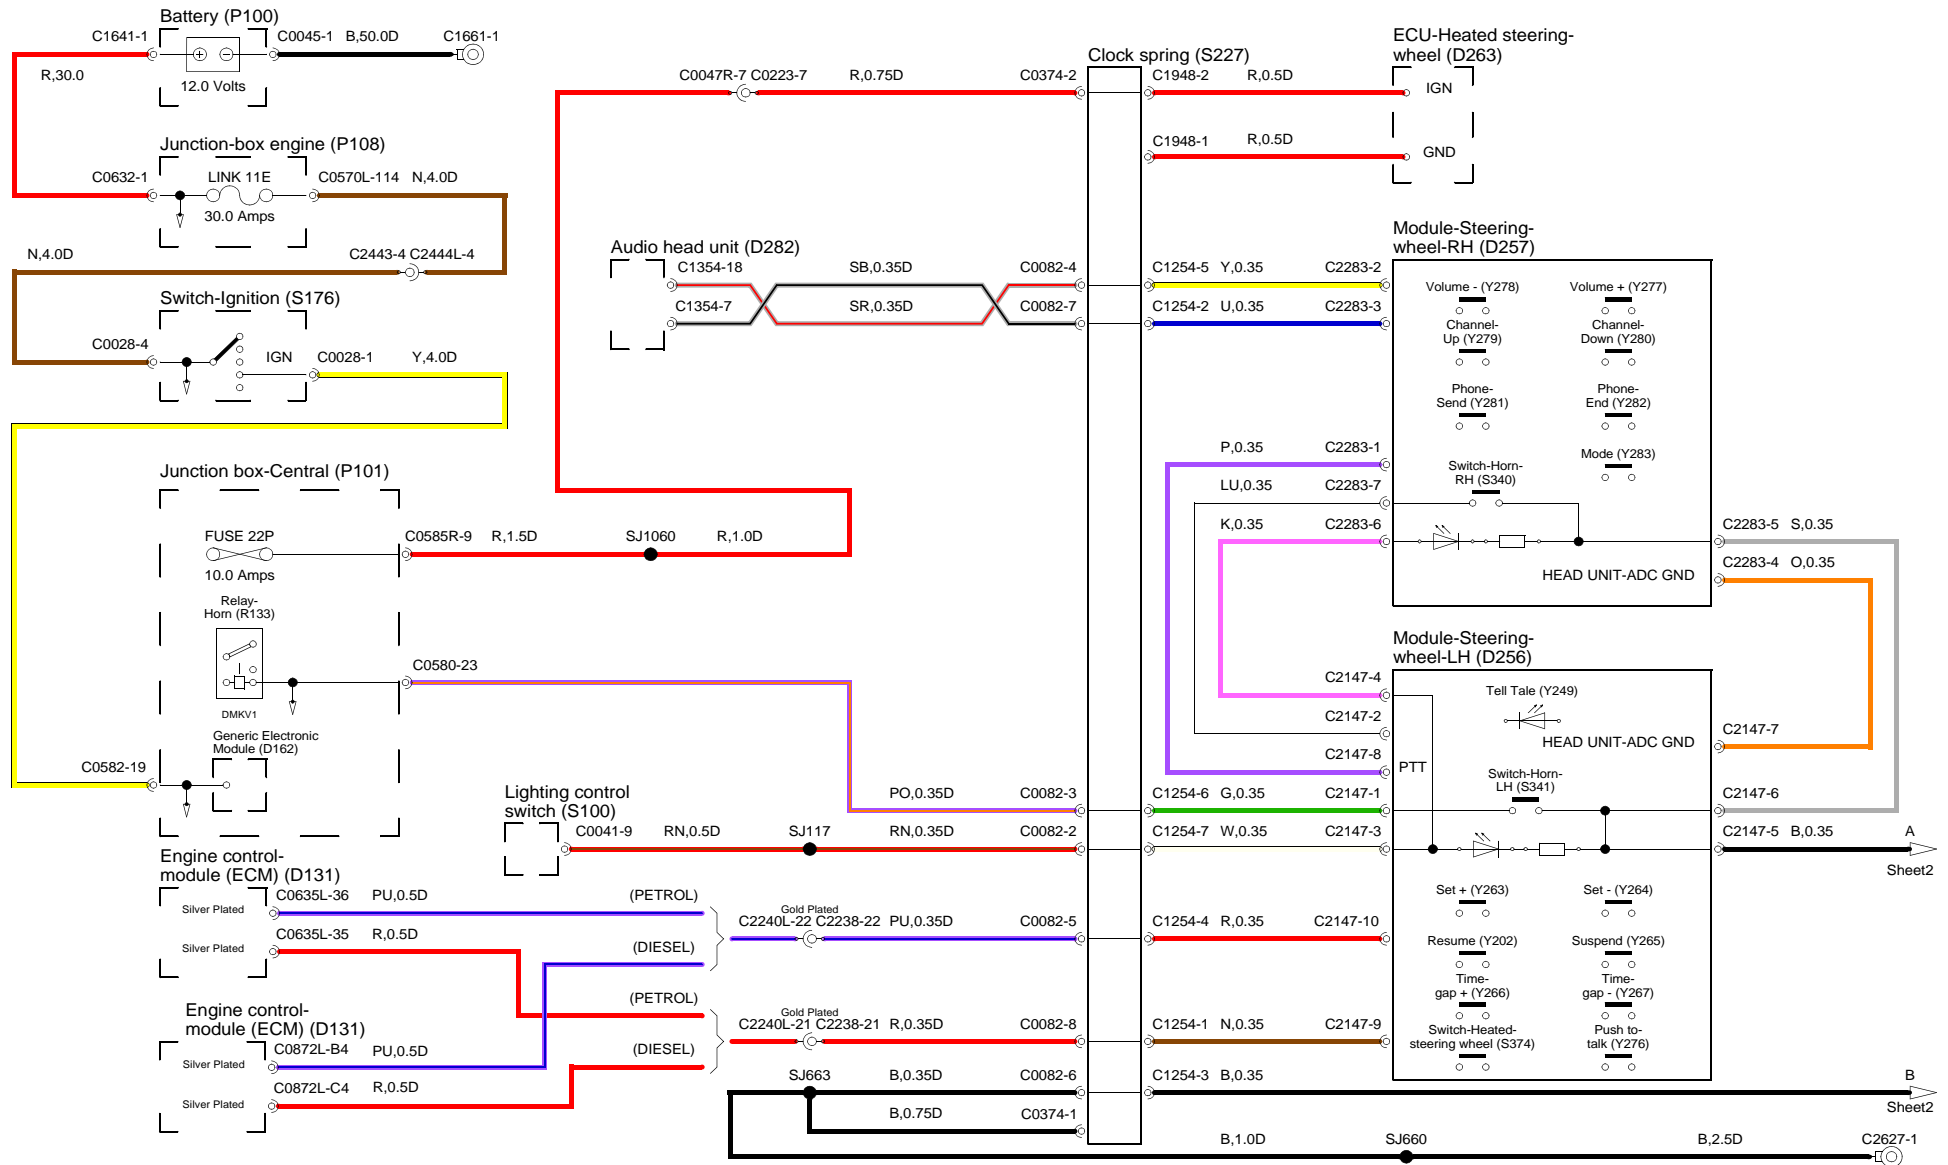 Battery (P100)
C1641-1
C0045-1 B,50.0D
C1661-1
R,30.0
12.0 Volts
Junction-box engine (P108)
C0632-1
LINK 11E
C0570L-114 N,4.0D
30.0 Amps
N,4.0D
C2443-4 C2444L-4
Switch-Ignition (S176)
C0028-4
IGN
C0028-1
Y,4.0D
Junction box-Central (P101)
FUSE 22P
10.0 Amps
C0585R-9 R,1.5D
SJ1060
R,1.0D
Relay-
Horn (R133)
C0580-23
DMKV1
Generic Electronic
Module (D162)
C0582-19
Engine control-
module (ECM) (D131)
Silver Plated
C0635L-36 PU,0.5D
Silver Plated
C0635L-35 R,0.5D
Engine control-
module (ECM) (D131)
Silver Plated
C0872L-B4 PU,0.5D
Silver Plated
C0872L-C4 R,0.5D
C0047R-7 C0223-7
R,0.75D
C0374-2
Audio head unit (D282)
C1354-18
SB,0.35D
C0082-4
C1354-7
SR,0.35D
C0082-7
Lighting control
switch (S100)
C0041-9
RN,0.5D
SJ117
RN,0.35D
C0082-2
PO,0.35D
C0082-3
(PETROL)
(DIESEL)
Gold Plated
C2240L-22 C2238-22 PU,0.35D
C0082-5
(PETROL)
(DIESEL)
Gold Plated
C2240L-21 C2238-21 R,0.35D
C0082-8
SJ663
B,0.35D
C0082-6
B,0.75D
C0374-1
Clock spring (S227)
C1948-2
R,0.5D
C1948-1
R,0.5D
ECU-Heated steering-
wheel (D263)
IGN
GND
C1254-5 Y,0.35
C2283-2
C1254-2 U,0.35
C2283-3
Module-Steering-
wheel-RH (D257)
Volume - (Y278)
Volume + (Y277)
Channel-
Up (Y279)
Channel-
Down (Y280)
Phone-
Send (Y281)
Phone-
End (Y282)
Mode (Y283)
P,0.35
C2283-1
LU,0.35
C2283-7
Switch-Horn-
RH (S340)
K,0.35
C2283-6
C2283-5 S,0.35
HEAD UNIT-ADC GND
C2283-4 O,0.35
Module-Steering-
wheel-LH (D256)
C2147-4
Tell Tale (Y249)
C2147-2
HEAD UNIT-ADC GND
C2147-7
C2147-8
PTT
Switch-Horn-
LH (S341)
C1254-6 G,0.35
C2147-1
C2147-6
C1254-7 W,0.35
C2147-3
C2147-5 B,0.35
A
Sheet2
Set + (Y263)
Set - (Y264)
C1254-4 R,0.35
C2147-10
Resume (Y202)
Suspend (Y265)
Time-
gap + (Y266)
Time-
gap - (Y267)
C1254-1 N,0.35
C2147-9
Switch-Heated-
steering wheel (S374)
Push to-
talk (Y276)
C1254-3 B,0.35
B
Sheet2
B,1.0D
SJ660
B,2.5D
C2627-1